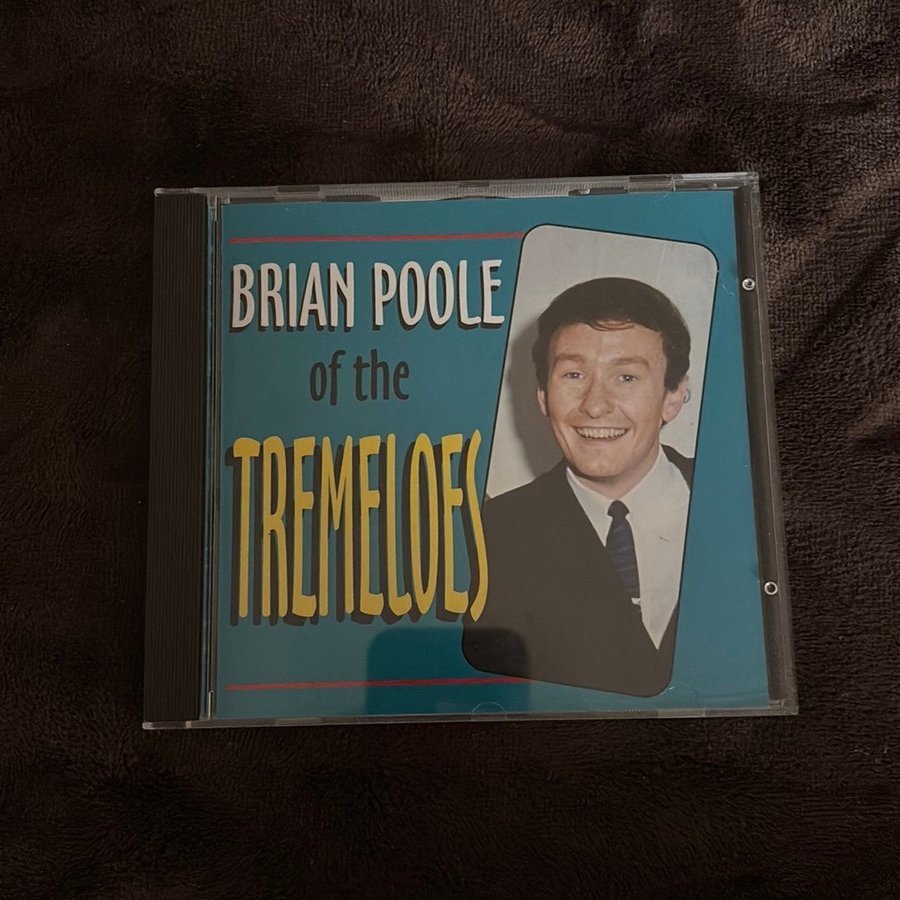 BRIAN POOLE
of the
TREMELOES